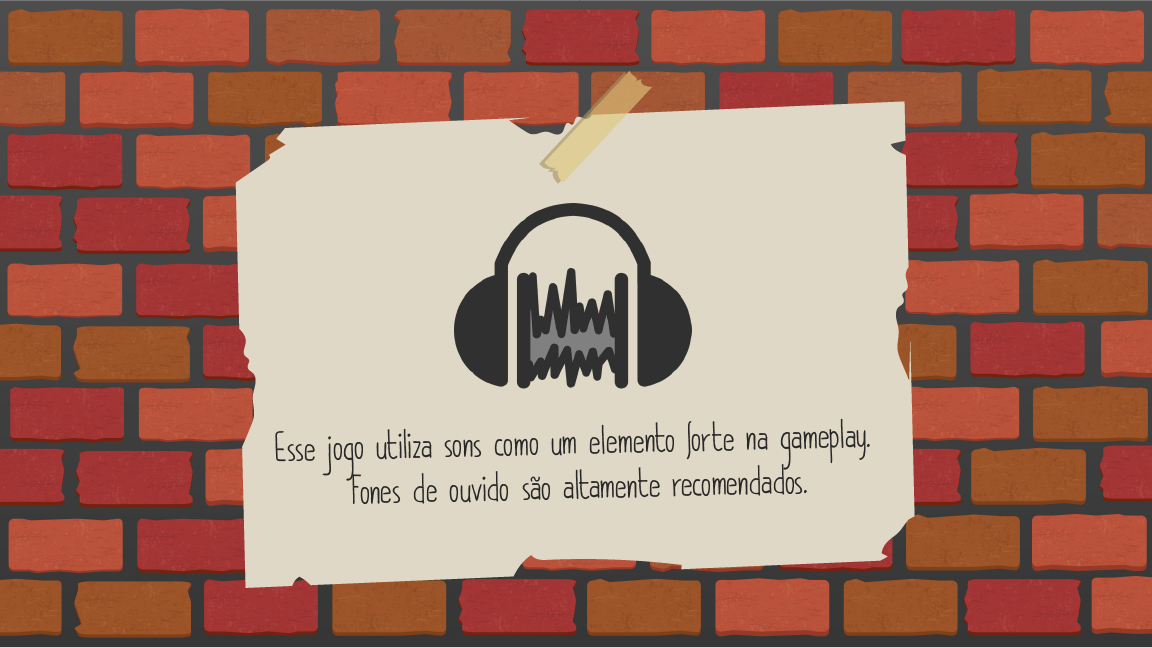 Esse jogo utiliza sons como um elemento forte na gameplay.
Fones de ouvido são altamente recomendados.